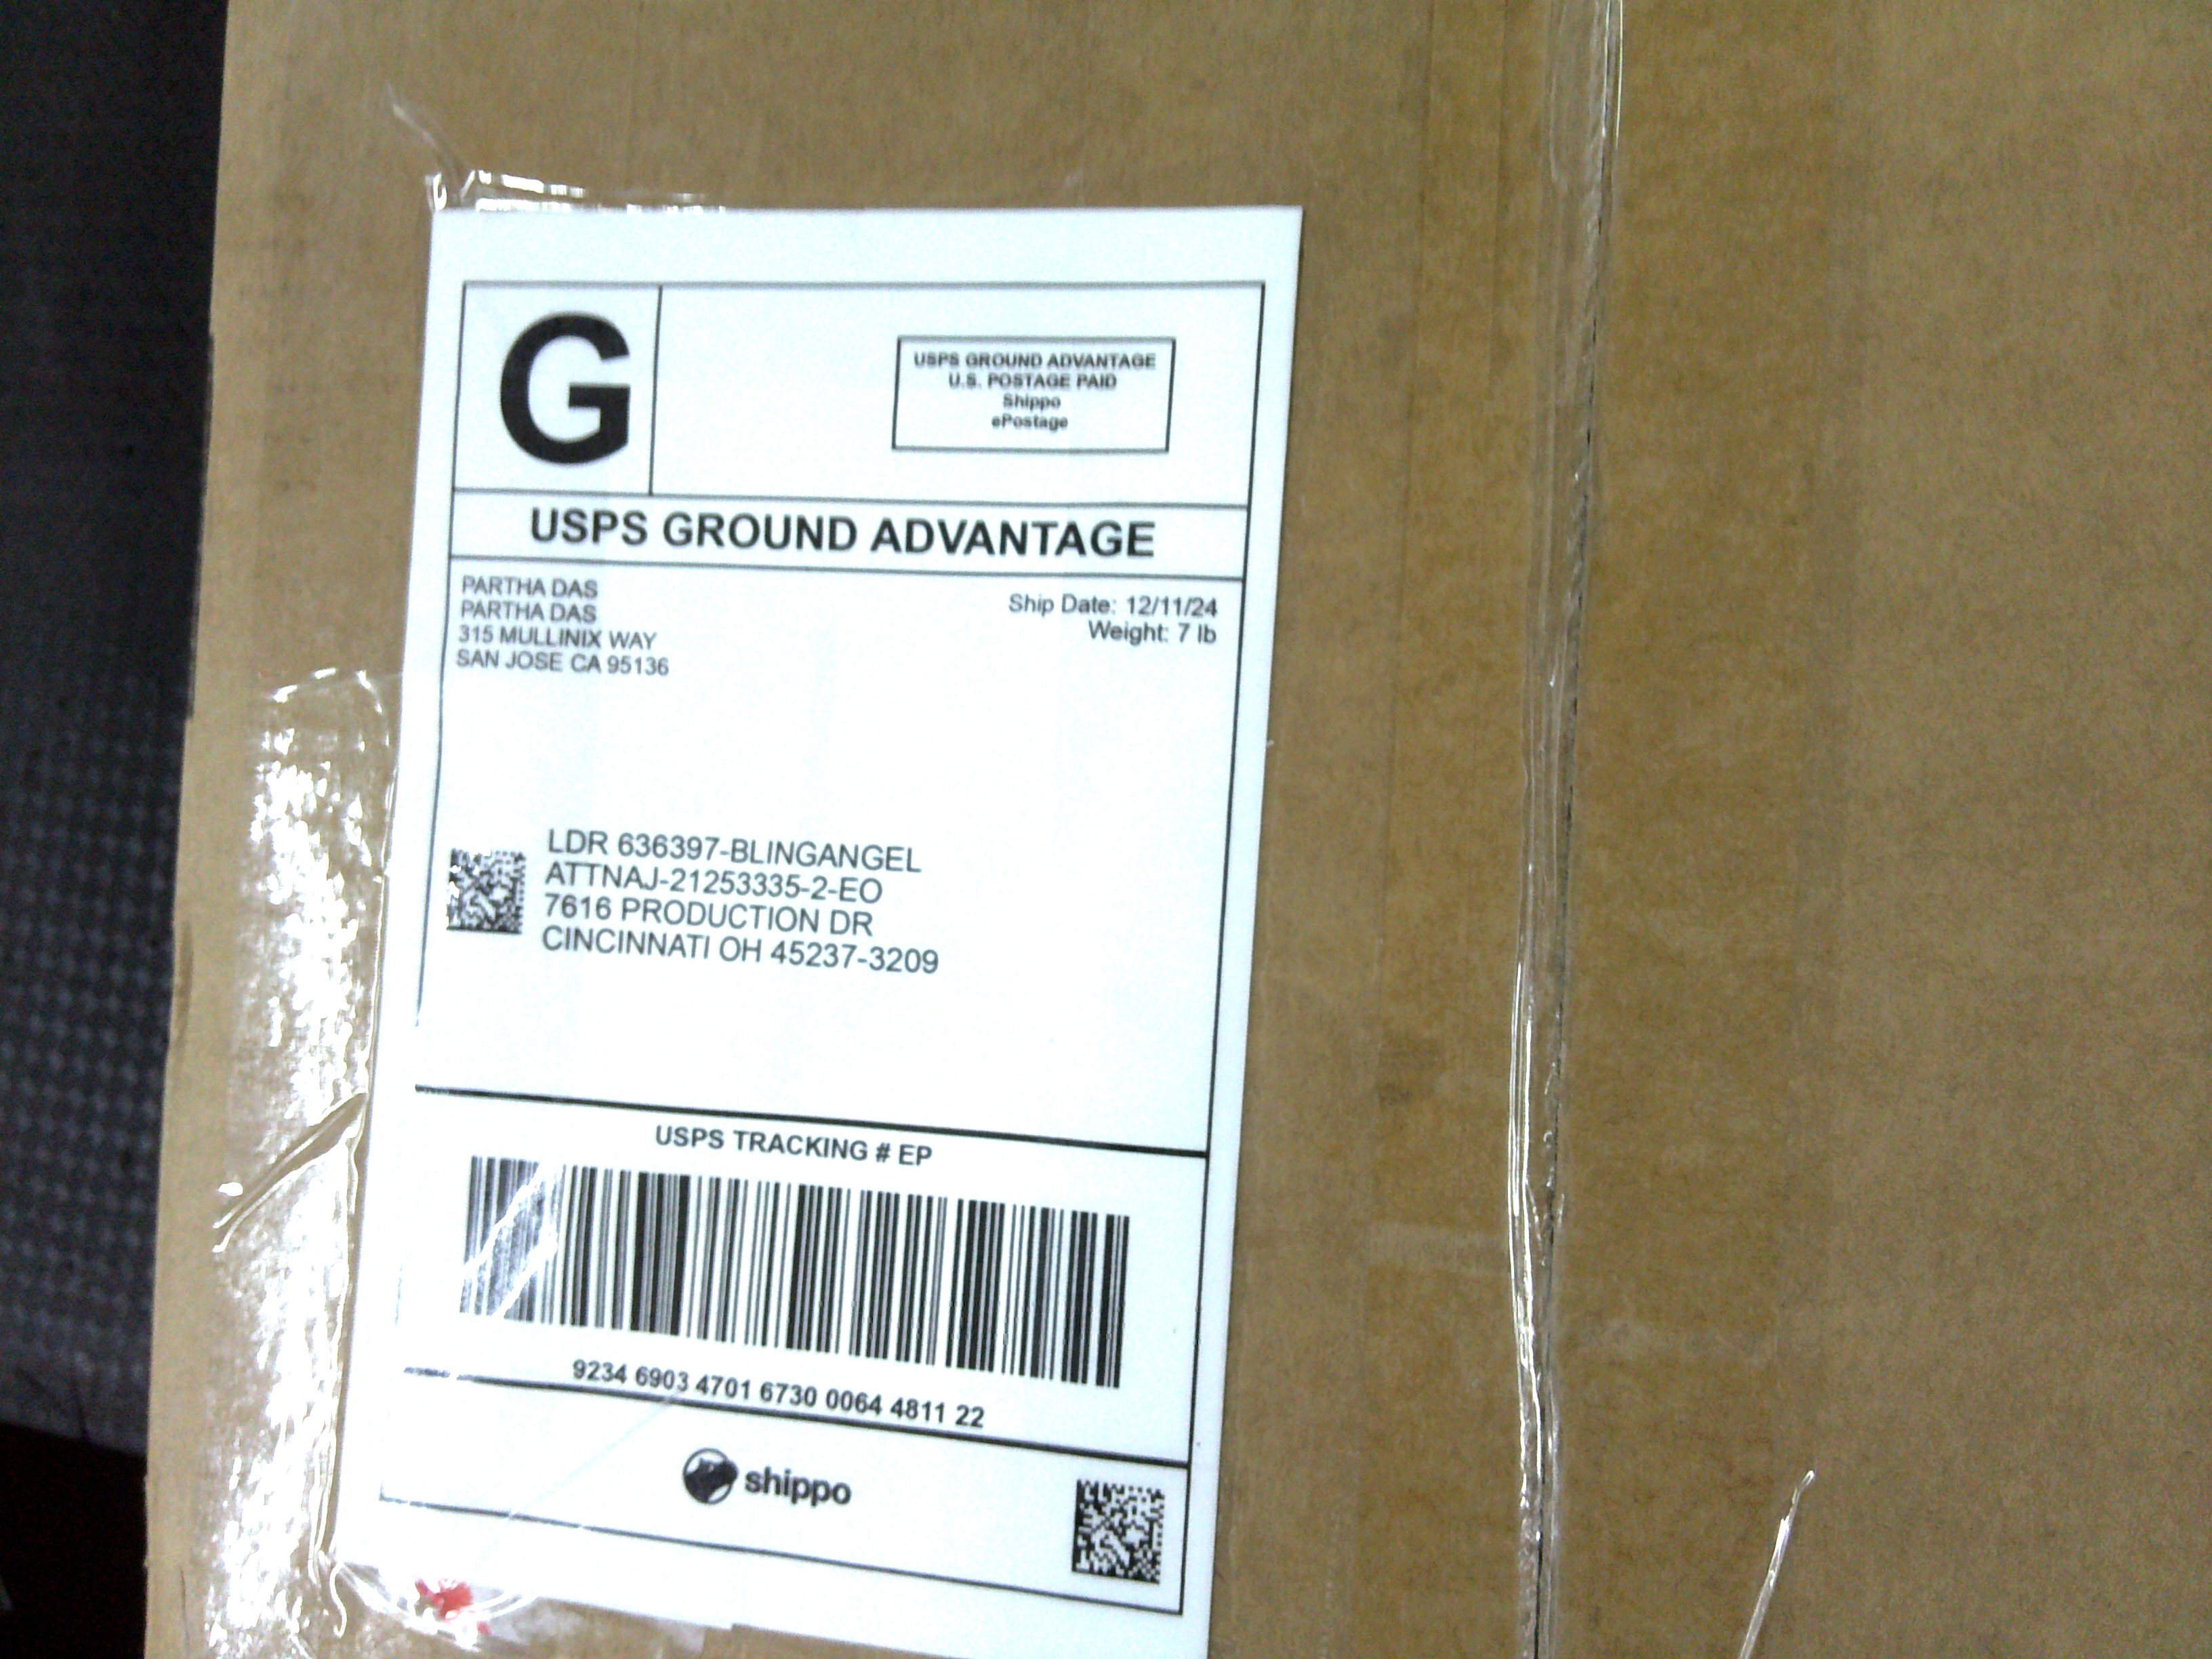 G
USPS GROUND ADVANTAGE
U.S. POSTAGE PAID
Shippo
ePostage
USPS GROUND ADVANTAGE
PARTHA DAS
PARTHA DAS
315 MULLINIX WAY
SAN JOSE CA 95136
Ship Date: 12/11/24
Weight: 7 lb
LDR 636397-BLINGANGEL
ATTNAJ-21253335-2-EO
7616 PRODUCTION DR
CINCINNATI OH 45237-3209
USPS TRACKING # EP
9234 6903 4701 6730 0064 4811 22
shippo